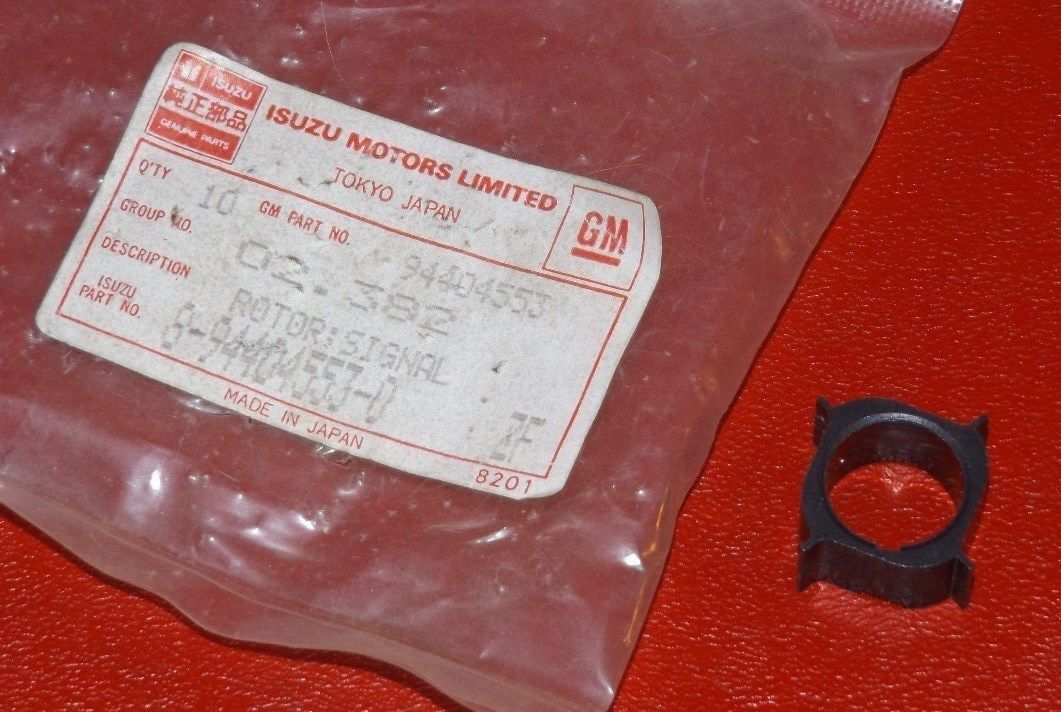 ISUZU
純正部品
GENUINE PARTS
ISUZU MOTORS LIMITED
TOKYO JAPAN
GM
Q'TY 10 GM PART NO. 94404553
GROUP NO. 02.382
DESCRIPTION ROTOR;SIGNAL
ISUZU PART NO. 8-94404553-0
ZF
MADE IN JAPAN
8201